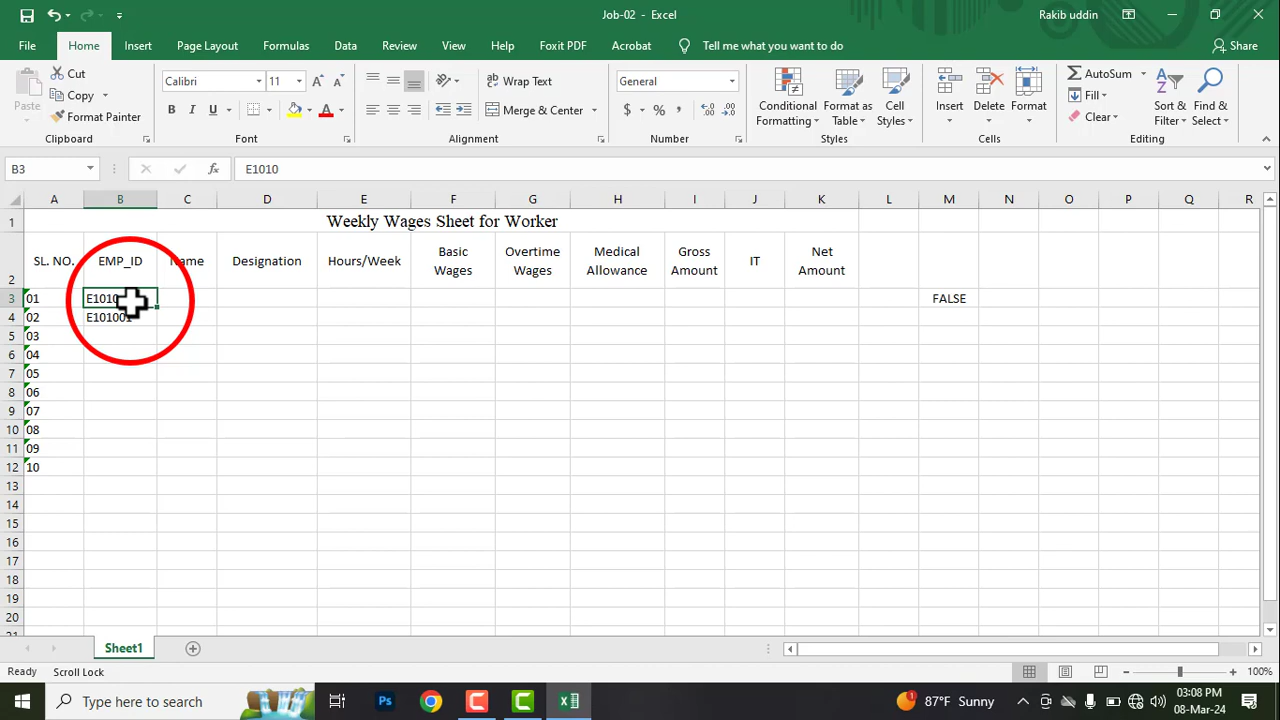 Job-02 - Excel
Rakib uddin
File Home Insert Page Layout Formulas Data Review View Help Foxit PDF Acrobat Tell me what you want to do Share
Paste
Cut
Copy
Format Painter
Clipboard
Calibri 11
B I U
Font
Wrap Text
Merge & Center
Alignment
General
$ % ,
Number
Conditional Formatting
Format as Table
Cell Styles
Styles
Insert Delete Format
Cells
AutoSum
Fill
Clear
Sort & Filter
Find & Select
Editing
B3 fx E1010
A B C D E F G H I J K L M N O P Q R
1 Weekly Wages Sheet for Worker
2 SL. NO. EMP_ID Name Designation Hours/Week Basic Wages Overtime Wages Medical Allowance Gross Amount IT Net Amount
3 01 E1010 FALSE
4 02 E101001
5 03
6 04
7 05
8 06
9 07
10 08
11 09
12 10
13
14
15
16
17
18
19
20
21
Sheet1
Ready Scroll Lock 100%
Type here to search
Ps
1
87°F Sunny
03:08 PM
08-Mar-24